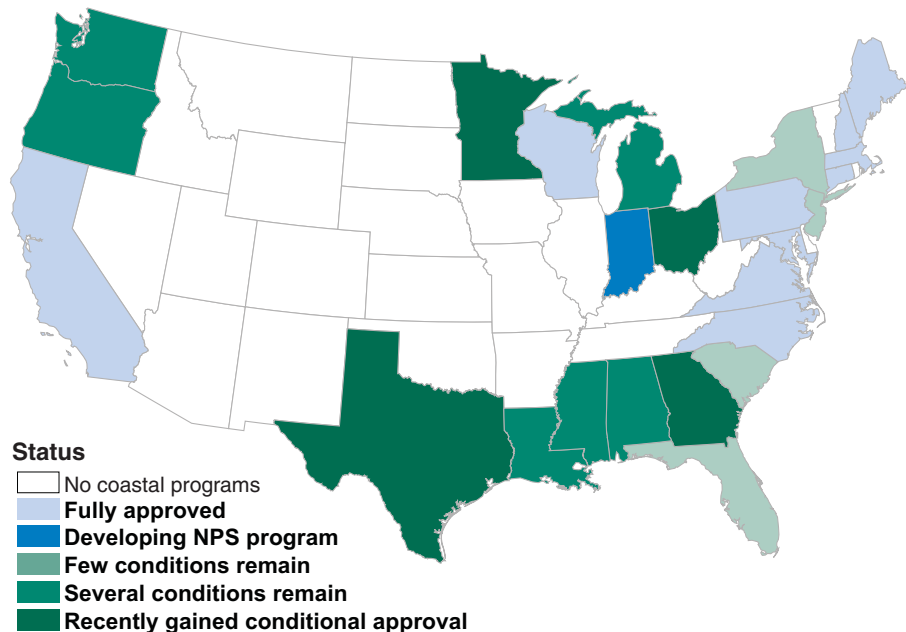 Status
No coastal programs
Fully approved
Developing NPS program
Few conditions remain
Several conditions remain
Recently gained conditional approval